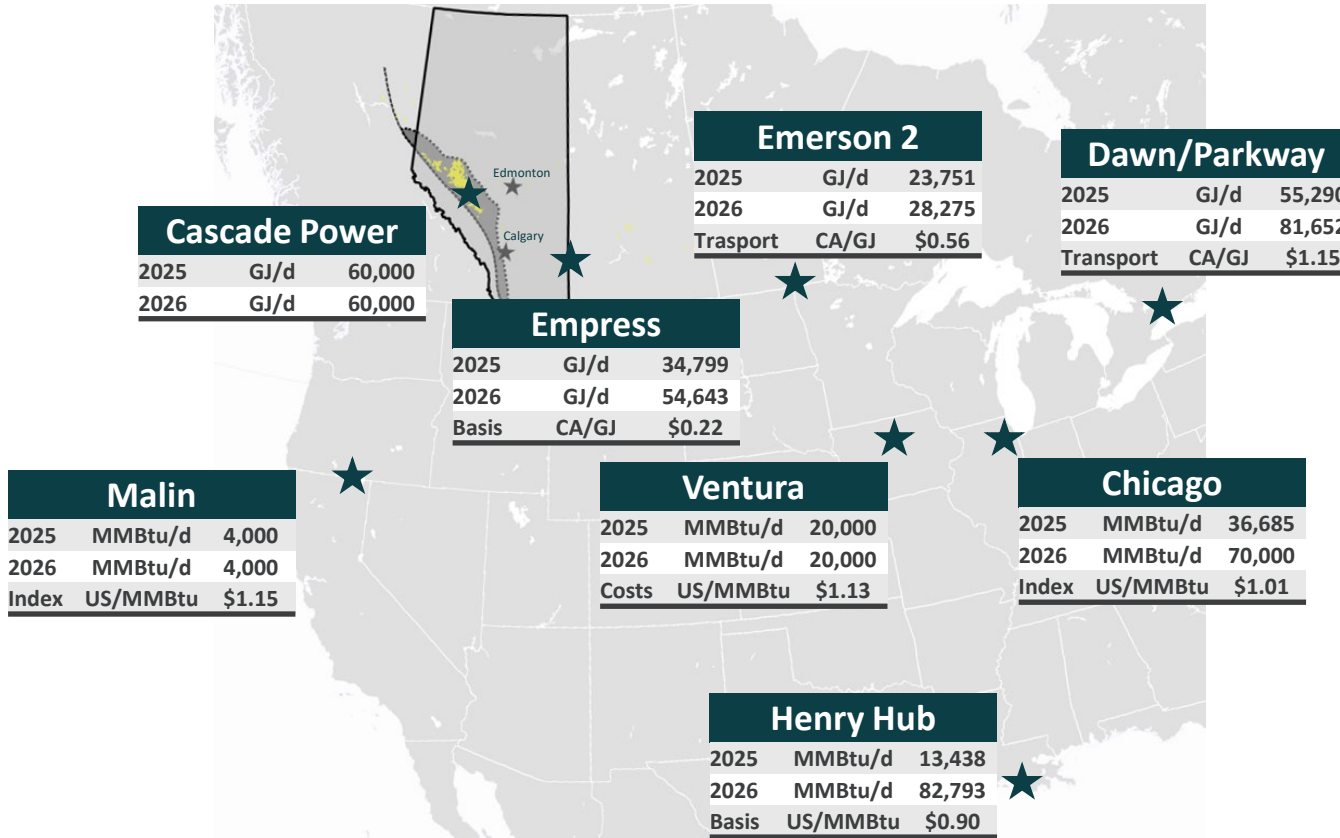 Emerson 2
2025 GJ/d 23,751
2026 GJ/d 28,275
Trasport CA/GJ $0.56
Dawn/Parkway
2025 GJ/d 55,290
2026 GJ/d 81,652
Transport CA/GJ $1.15
Edmonton
Calgary
Cascade Power
2025 GJ/d 60,000
2026 GJ/d 60,000
Empress
2025 GJ/d 34,799
2026 GJ/d 54,643
Basis CA/GJ $0.22
Malin
2025 MMBtu/d 4,000
2026 MMBtu/d 4,000
Index US/MMBtu $1.15
Ventura
2025 MMBtu/d 20,000
2026 MMBtu/d 20,000
Costs US/MMBtu $1.13
Chicago
2025 MMBtu/d 36,685
2026 MMBtu/d 70,000
Index US/MMBtu $1.01
Henry Hub
2025 MMBtu/d 13,438
2026 MMBtu/d 82,793
Basis US/MMBtu $0.90